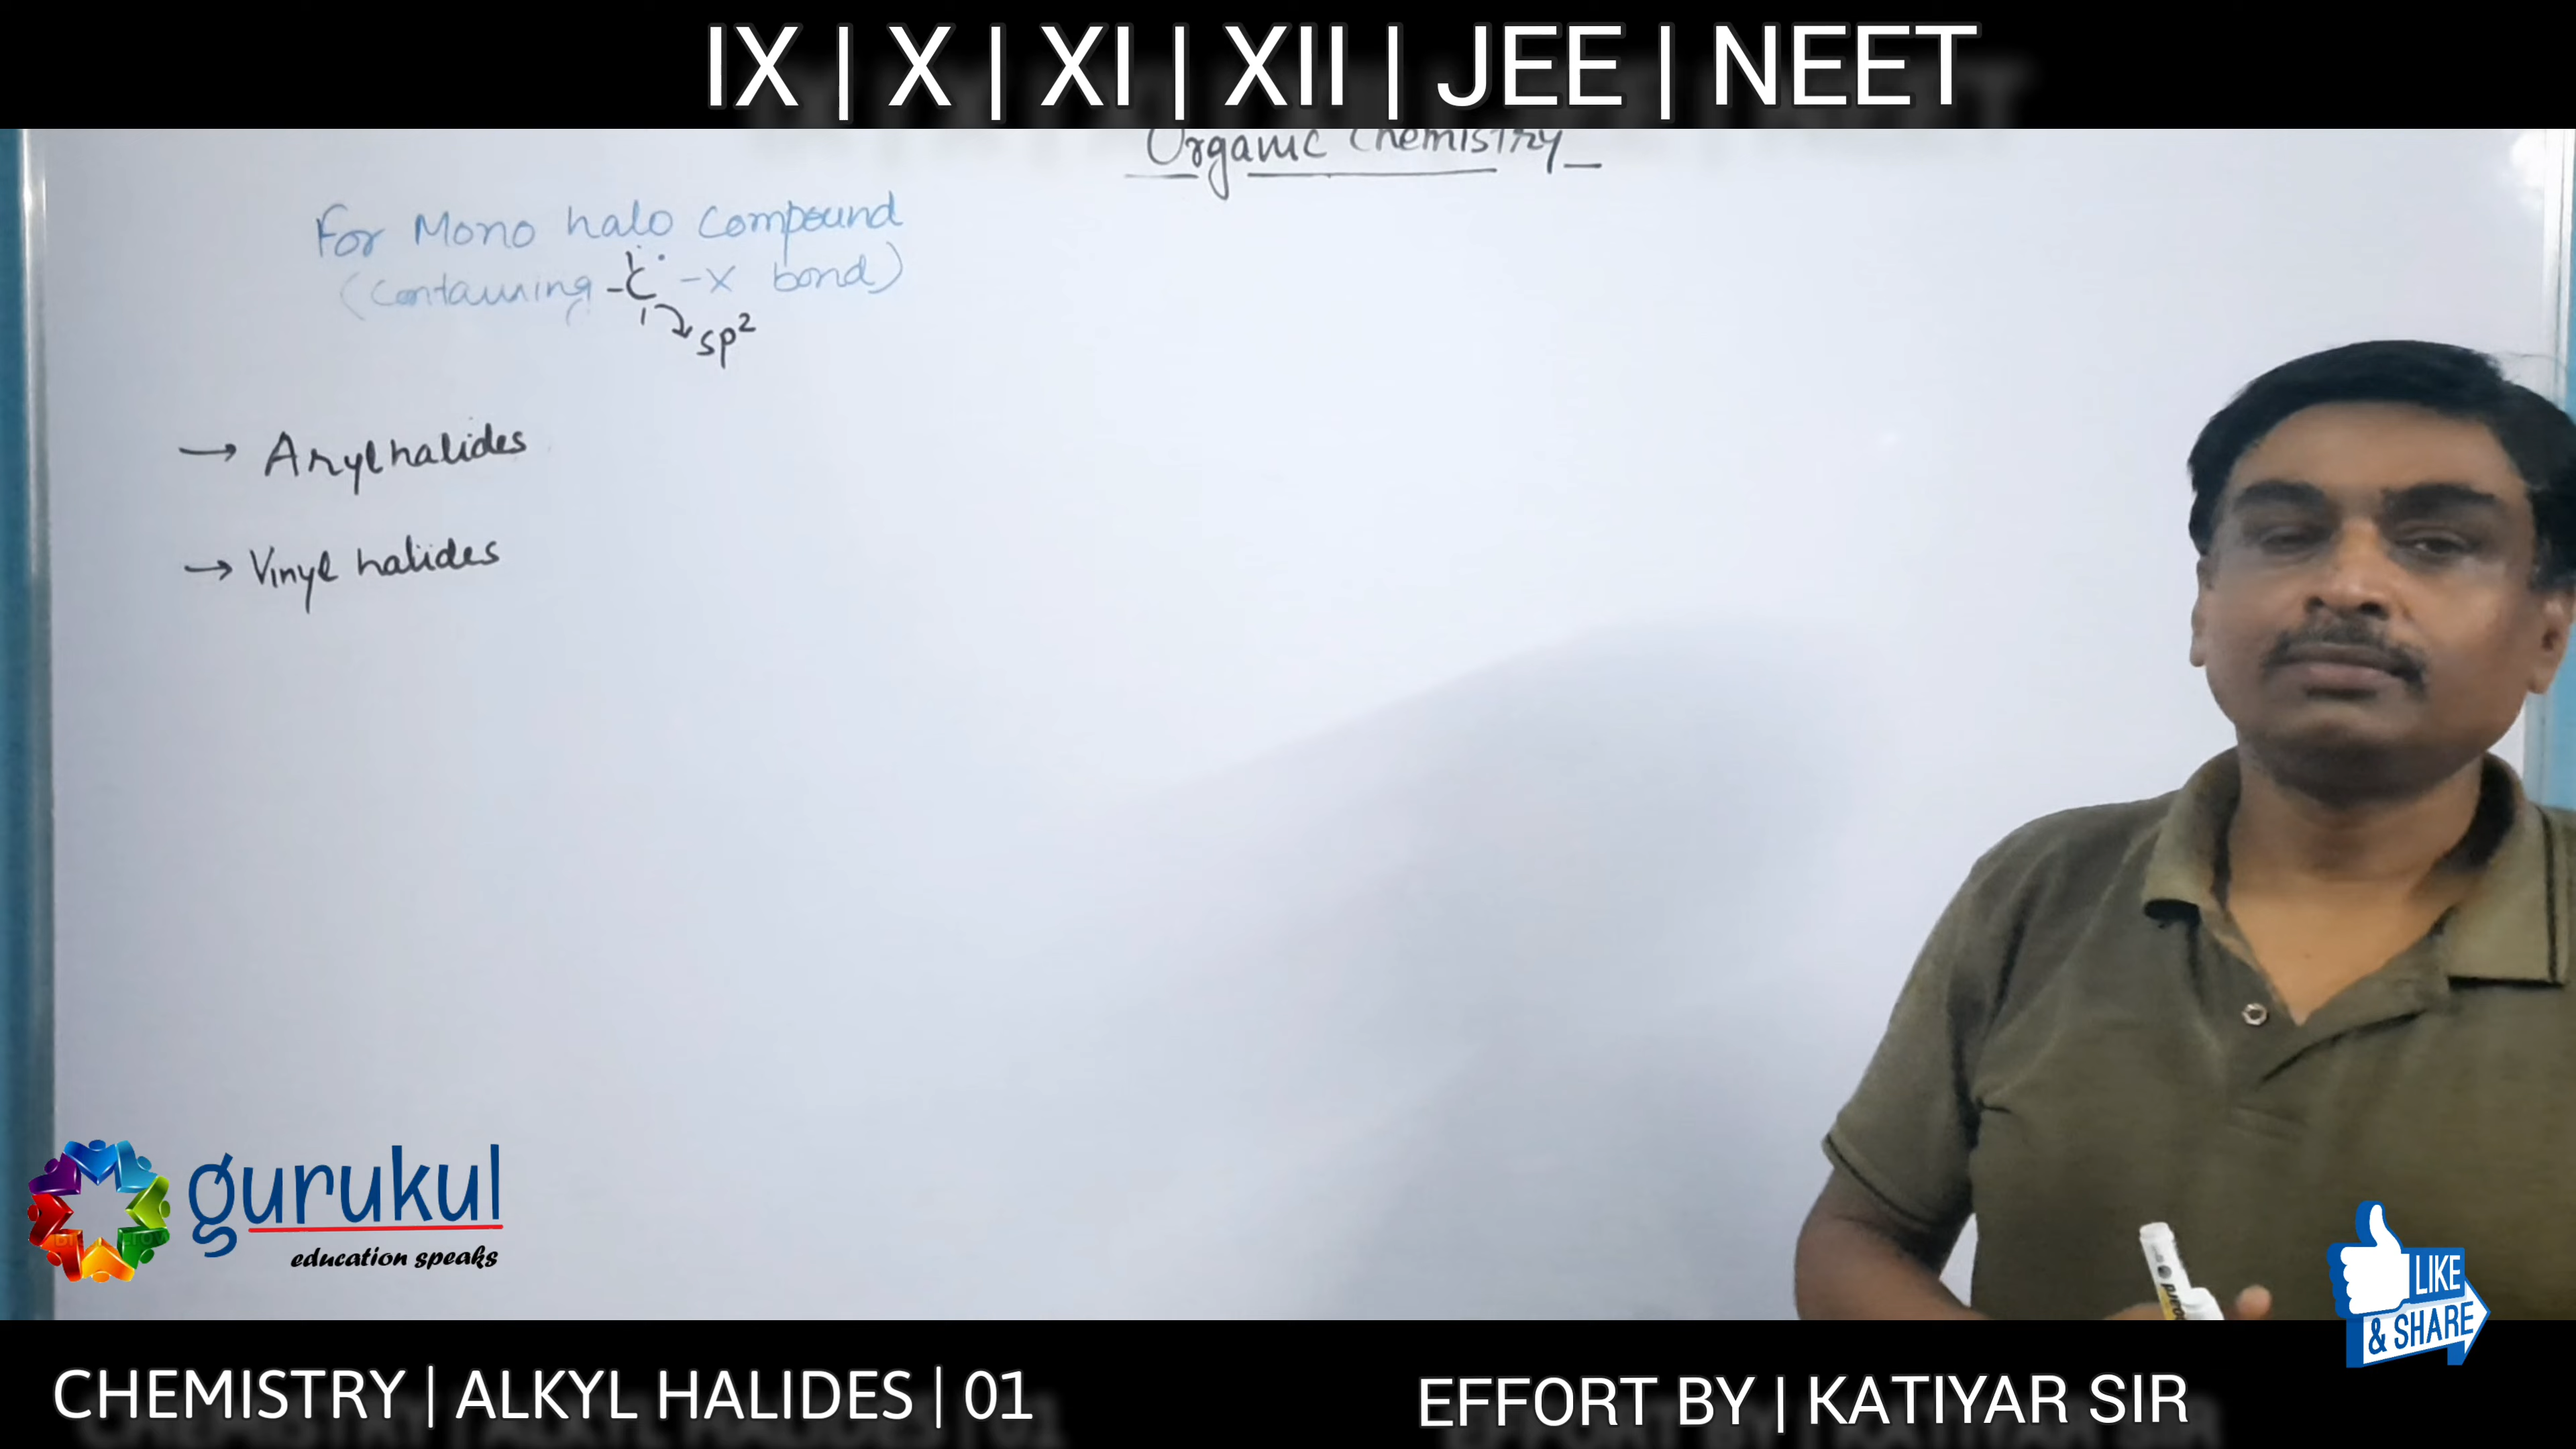 IX | X | XI | XII | JEE | NEET
Organic Chemistry
For Mono halo Compound
(Containing -C-X bond)
sp²
→ Arylhalides
→ Vinyl halides
gurukul
education speaks
LIKE
& SHARE
CHEMISTRY | ALKYL HALIDES | 01
EFFORT BY | KATIYAR SIR